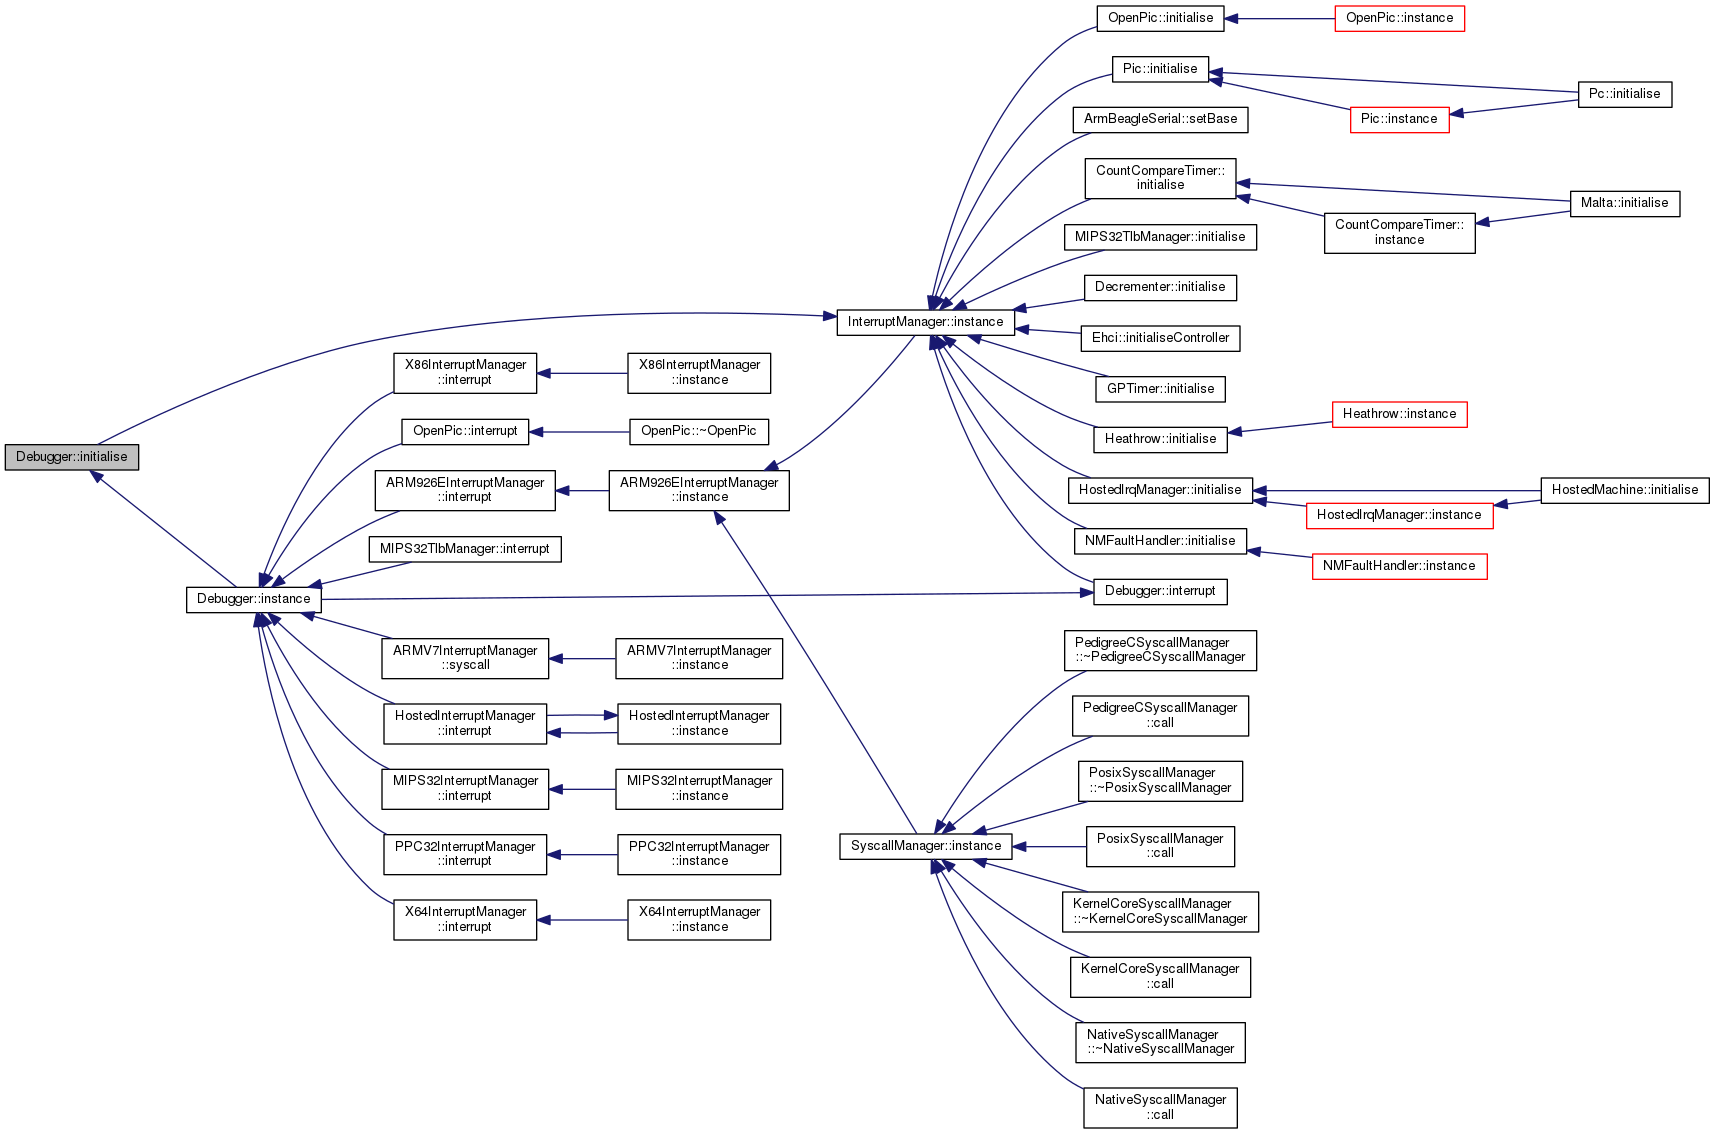 Debugger::initialise
Debugger::instance
X86InterruptManager
::interrupt
X86InterruptManager
::instance
OpenPic::interrupt
OpenPic::~OpenPic
ARM926EInterruptManager
::interrupt
ARM926EInterruptManager
::instance
MIPS32TlbManager::interrupt
ARMV7InterruptManager
::syscall
ARMV7InterruptManager
::instance
HostedInterruptManager
::interrupt
HostedInterruptManager
::instance
MIPS32InterruptManager
::interrupt
MIPS32InterruptManager
::instance
PPC32InterruptManager
::interrupt
PPC32InterruptManager
::instance
X64InterruptManager
::interrupt
X64InterruptManager
::instance
InterruptManager::instance
OpenPic::initialise
OpenPic::instance
Pic::initialise
Pic::instance
Pc::initialise
ArmBeagleSerial::setBase
CountCompareTimer::
initialise
CountCompareTimer::
instance
Malta::initialise
MIPS32TlbManager::initialise
Decrementer::initialise
Ehci::initialiseController
GPTimer::initialise
Heathrow::initialise
Heathrow::instance
HostedIrqManager::initialise
HostedIrqManager::instance
HostedMachine::initialise
NMFaultHandler::initialise
NMFaultHandler::instance
Debugger::interrupt
SyscallManager::instance
PedigreeCSyscallManager
::~PedigreeCSyscallManager
PedigreeCSyscallManager
::call
PosixSyscallManager
::~PosixSyscallManager
PosixSyscallManager
::call
KernelCoreSyscallManager
::~KernelCoreSyscallManager
KernelCoreSyscallManager
::call
NativeSyscallManager
::~NativeSyscallManager
NativeSyscallManager
::call